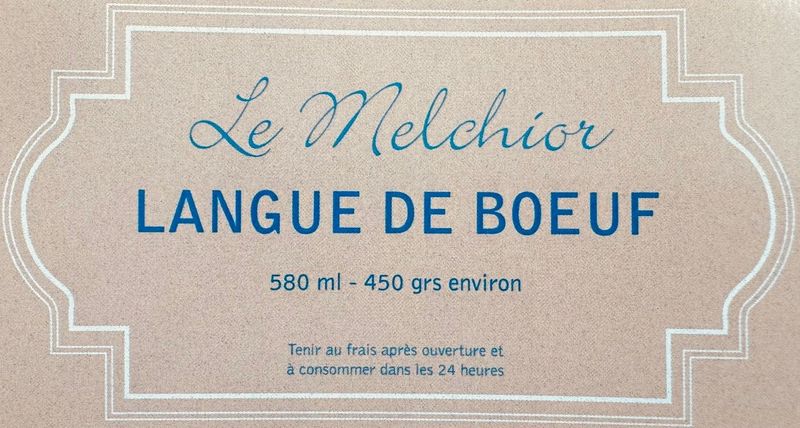 Le Melchior
LANGUE DE BOEUF
580 ml - 450 grs environ
Tenir au frais après ouverture et
à consommer dans les 24 heures